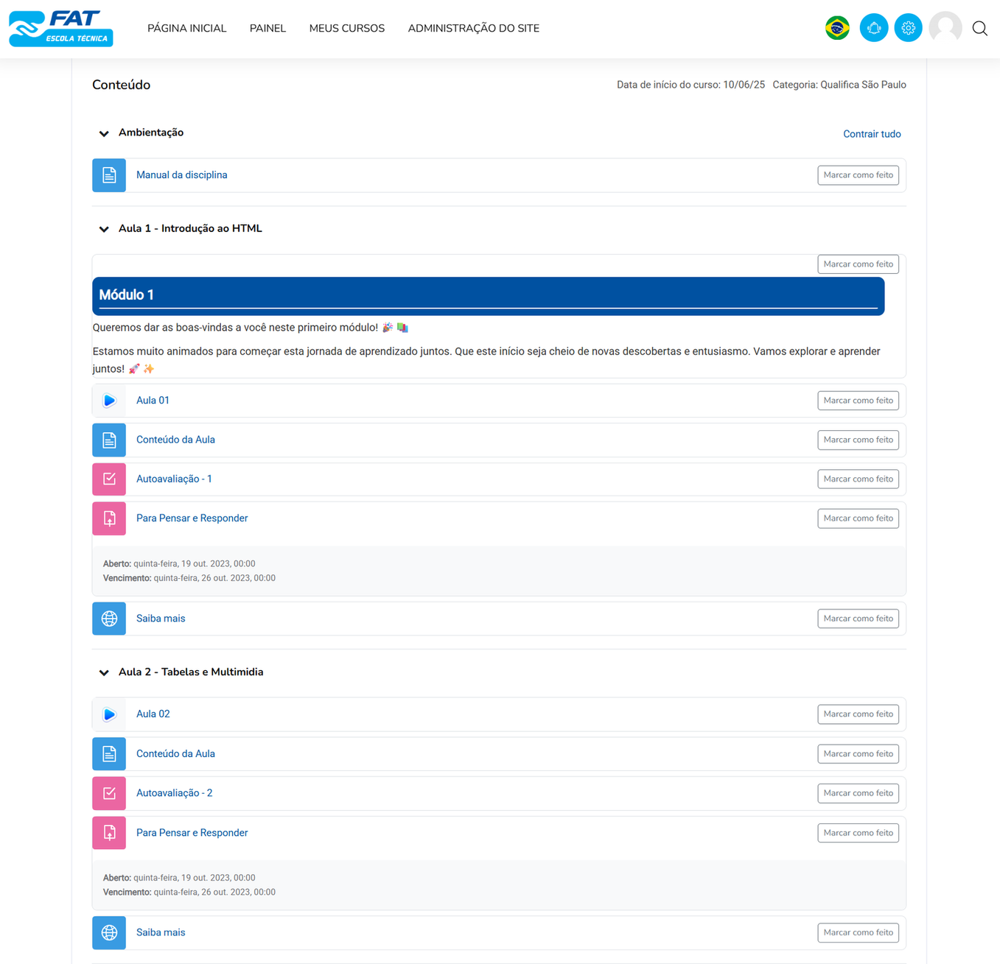 FAT
ESCOLA TÉCNICA
PÁGINA INICIAL
PAINEL
MEUS CURSOS
ADMINISTRAÇÃO DO SITE
Conteúdo
Data de início do curso: 10/06/25 Categoria: Qualifica São Paulo
Ambientação
Contrair tudo
Manual da disciplina
Marcar como feito
Aula 1 - Introdução ao HTML
Marcar como feito
Módulo 1
Queremos dar as boas-vindas a você neste primeiro módulo! 🎉 📚
Estamos muito animados para começar esta jornada de aprendizado juntos. Que este início seja cheio de novas descobertas e entusiasmo. Vamos explorar e aprender
juntos! 🚀 ✨
Aula 01
Marcar como feito
Conteúdo da Aula
Marcar como feito
Autoavaliação - 1
Marcar como feito
Para Pensar e Responder
Marcar como feito
Aberto: quinta-feira, 19 out. 2023, 00:00
Vencimento: quinta-feira, 26 out. 2023, 00:00
Saiba mais
Marcar como feito
Aula 2 - Tabelas e Multimidia
Aula 02
Marcar como feito
Conteúdo da Aula
Marcar como feito
Autoavaliação - 2
Marcar como feito
Para Pensar e Responder
Marcar como feito
Aberto: quinta-feira, 19 out. 2023, 00:00
Vencimento: quinta-feira, 26 out. 2023, 00:00
Saiba mais
Marcar como feito